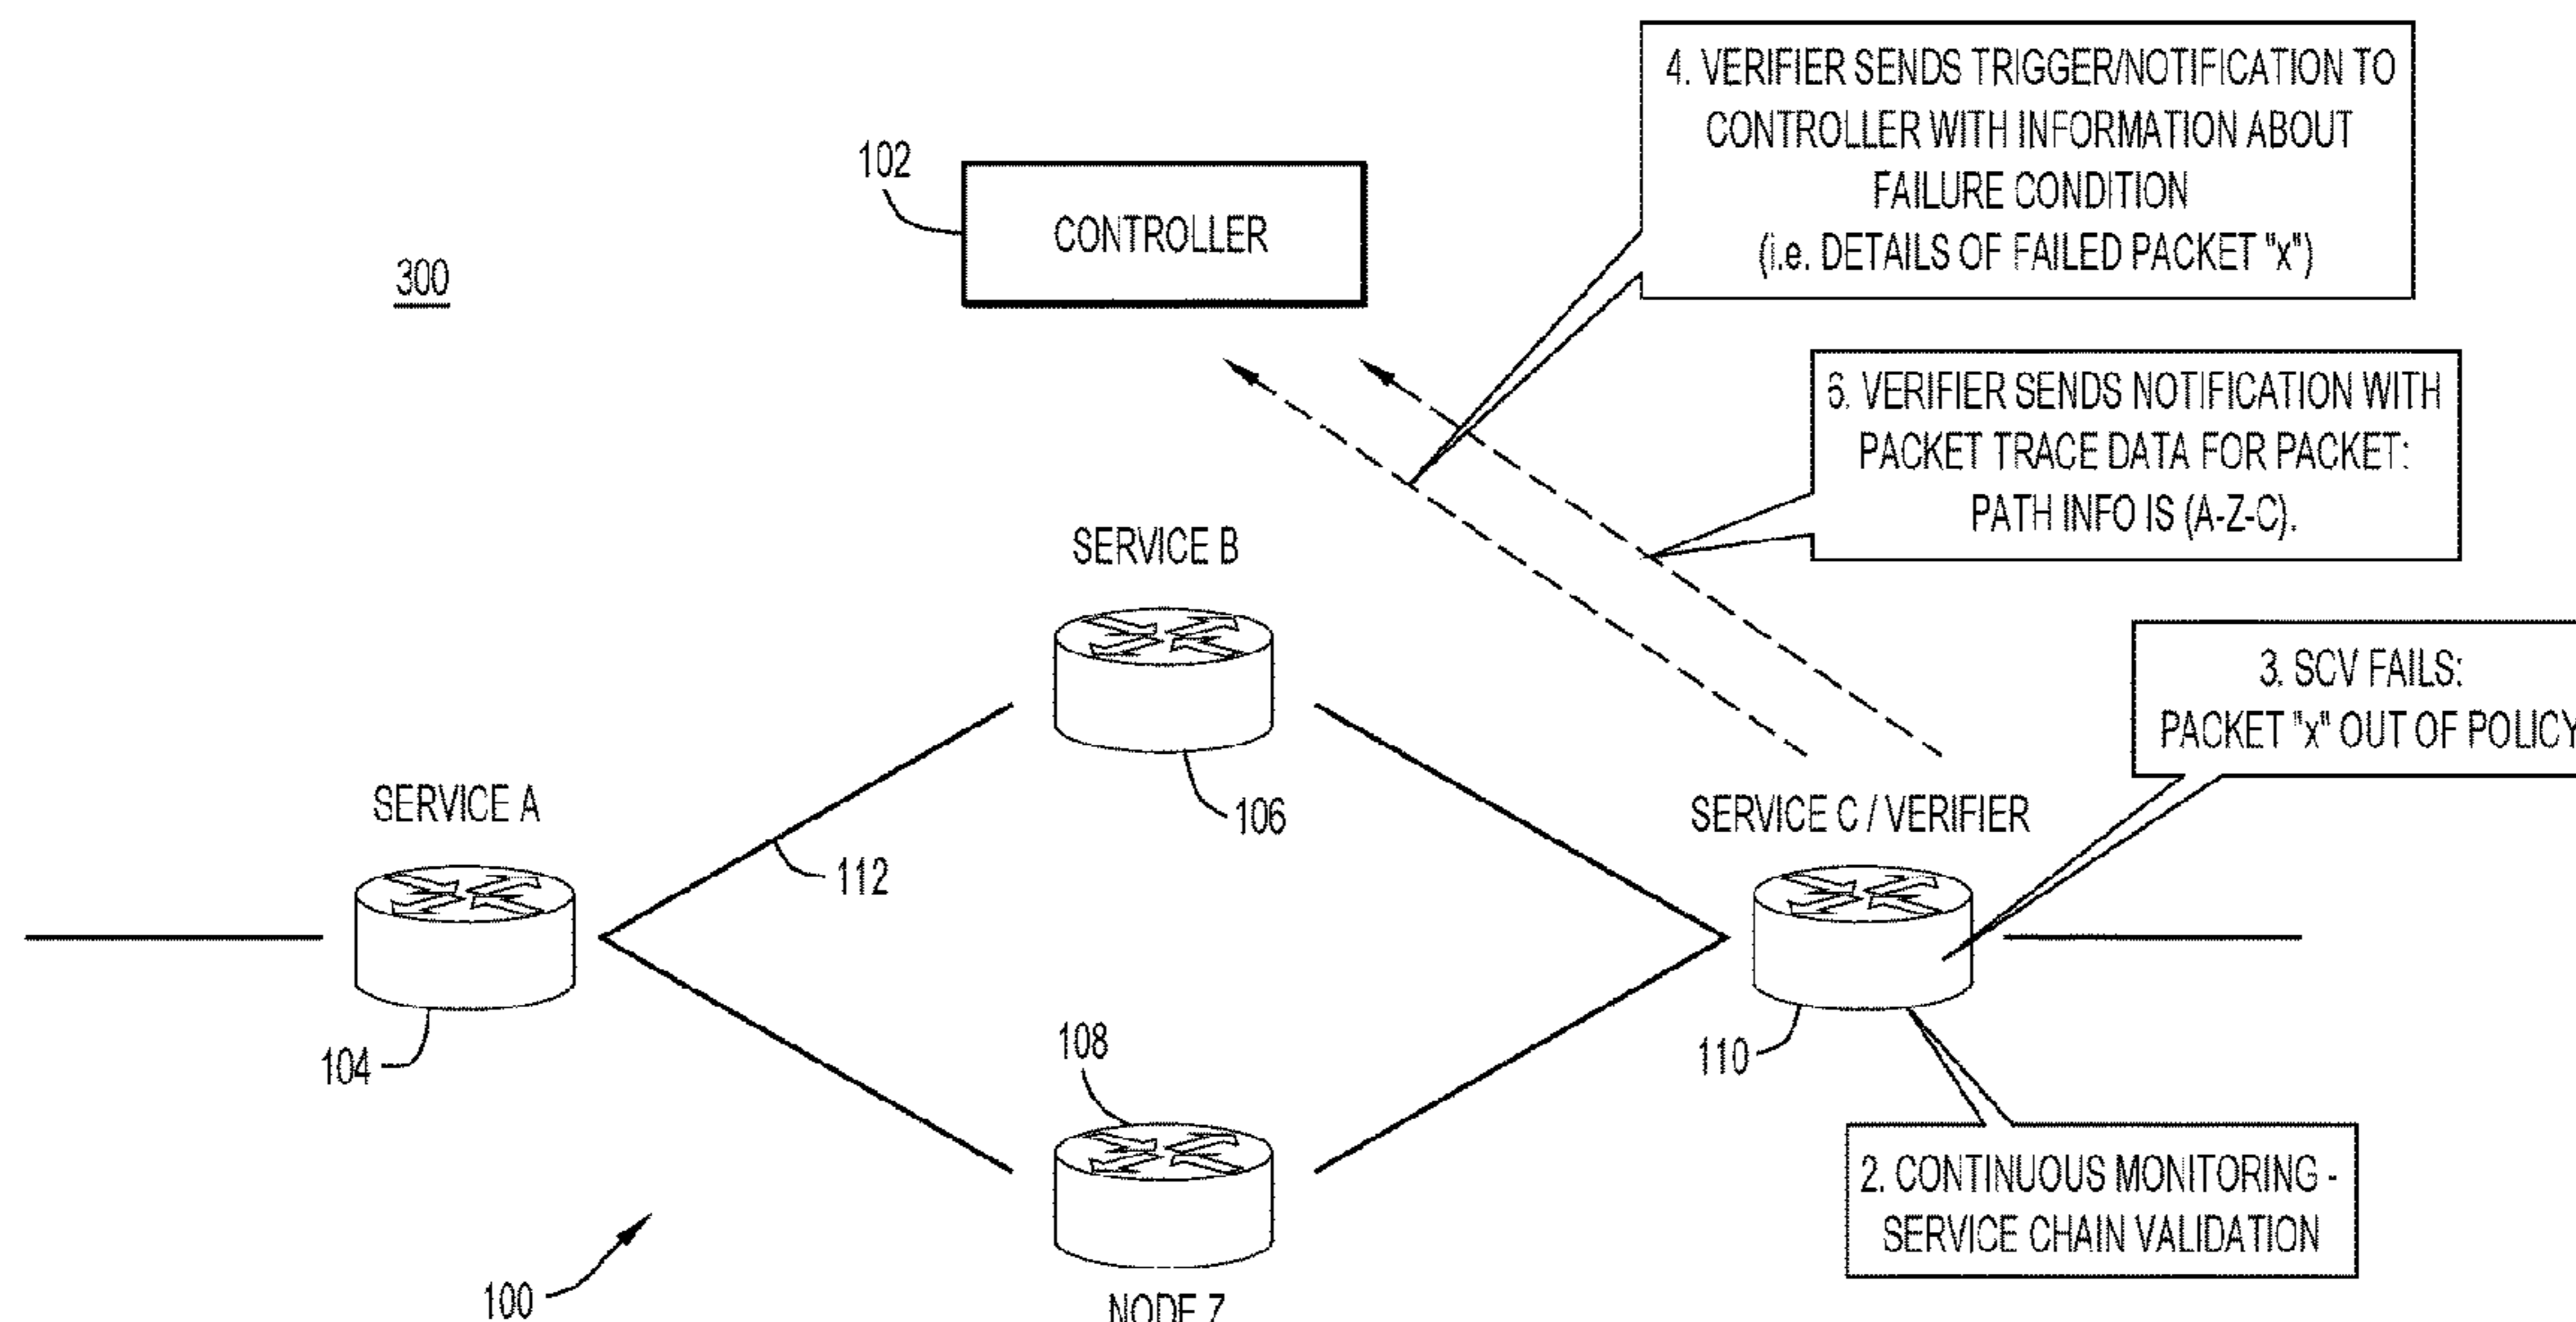 4. VERIFIER SENDS TRIGGER/NOTIFICATION TO
CONTROLLER WITH INFORMATION ABOUT
FAILURE CONDITION
(i.e. DETAILS OF FAILED PACKET "x")
102
CONTROLLER
300
6. VERIFIER SENDS NOTIFICATION WITH
PACKET TRACE DATA FOR PACKET:
PATH INFO IS (A-Z-C).
SERVICE B
106
3. SCV FAILS:
PACKET "x" OUT OF POLICY
SERVICE A
112
104
SERVICE C / VERIFIER
110
108
2. CONTINUOUS MONITORING -
SERVICE CHAIN VALIDATION
100
NODE Z